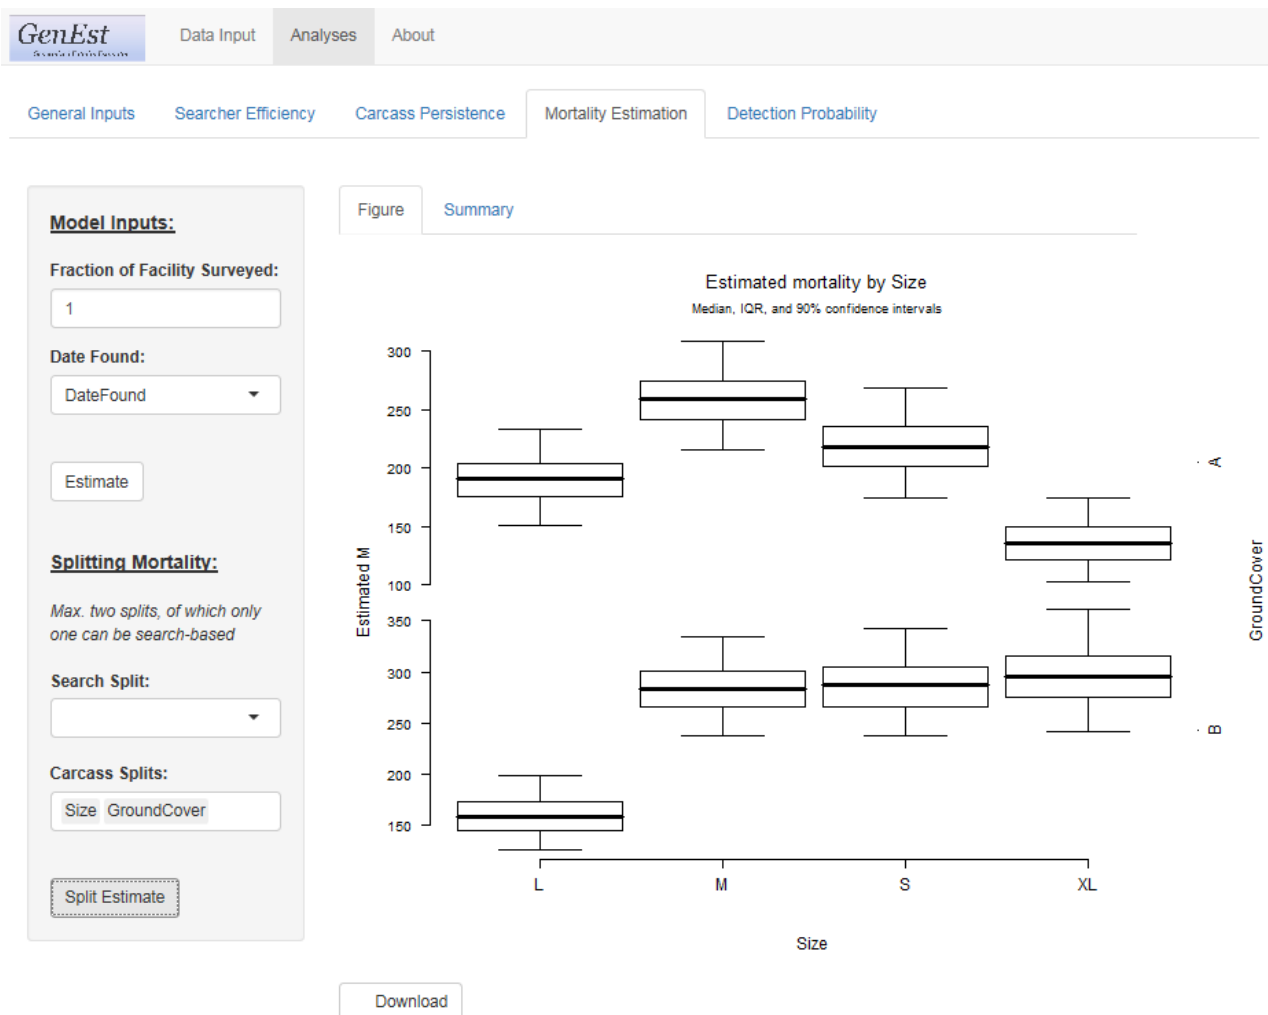 GenEst
Data Input
Analyses
About
General Inputs
Searcher Efficiency
Carcass Persistence
Mortality Estimation
Detection Probability
Model Inputs:
Fraction of Facility Surveyed:
1
Date Found:
DateFound
Estimate
Splitting Mortality:
Max. two splits, of which only
one can be search-based
Search Split:
Carcass Splits:
Size GroundCover
Split Estimate
Figure
Summary
Estimated mortality by Size
Median, IQR, and 90% confidence intervals
Estimated M
300
250
200
150
100
350
300
250
200
150
A
B
GroundCover
L
M
S
XL
Size
Download